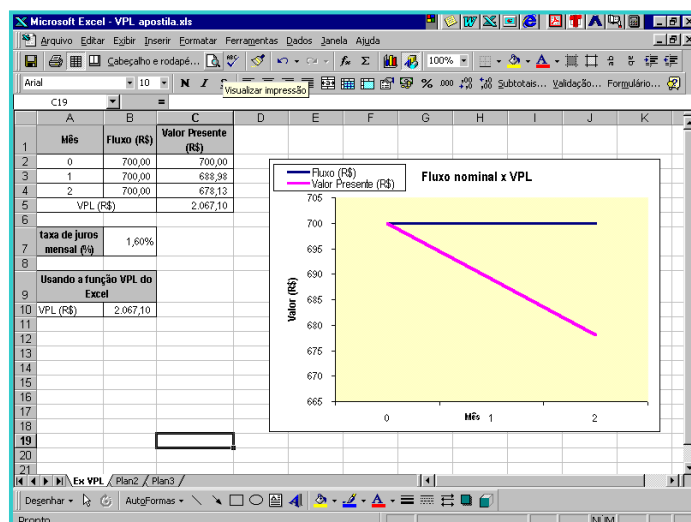 Microsoft Excel - VPL apostila.xls
Arquivo Editar Exibir Inserir Formatar Ferramentas Dados Janela Ajuda
Cabeçalho e rodapé... 100%
Arial 10 N I S % 000 Subtotais... Validação... Formulário...
Visualizar impressão
C19 =
A B C D E F G H I J K
1 Mês Fluxo (R$) Valor Presente (R$)
2 0 700,00 700,00
3 1 700,00 688,98
4 2 700,00 678,13
5 VPL (R$) 2.067,10
6
7 taxa de juros mensal (%) 1,60%
8
9 Usando a função VPL do Excel
10 VPL (R$) 2.067,10
11
12
13
14
15
16
17
18
19
20
21
Fluxo (R$)
Valor Presente (R$)
Fluxo nominal x VPL
705
700
695
690
685
680
675
670
665
Valor (R$)
0 Mês 1 2
Ex VPL Plan2 Plan3
Desenhar AutoFormas
Pronto NÚM